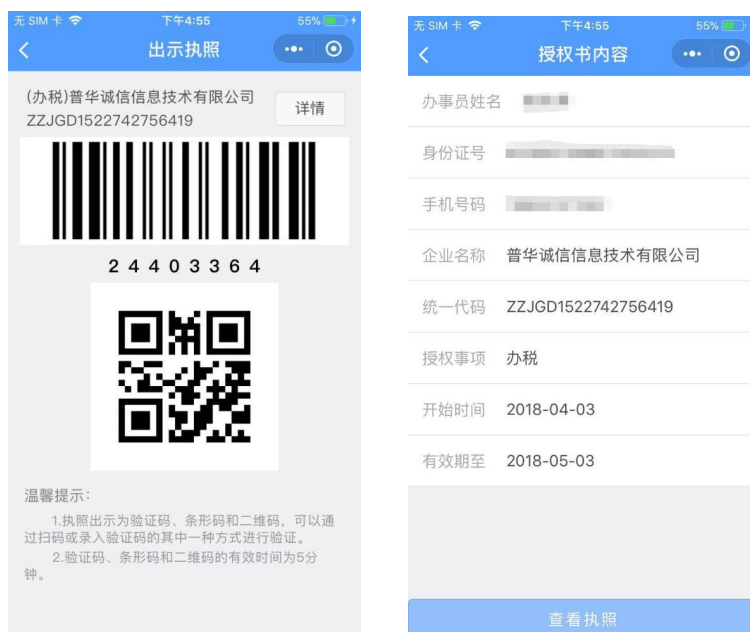 无 SIM 卡
下午4:55
55%
出示执照
(办税)普华诚信信息技术有限公司
ZZJGD1522742756419
详情
24403364
温馨提示：
1.执照出示为验证码、条形码和二维码，可以通
过扫码或录入验证码的其中一种方式进行验证。
2.验证码、条形码和二维码的有效时间为5分
钟。
无 SIM 卡
下午4:55
55%
授权书内容
办事员姓名
身份证号
手机号码
企业名称 普华诚信信息技术有限公司
统一代码 ZZJGD1522742756419
授权事项 办税
开始时间 2018-04-03
有效期至 2018-05-03
查看执照